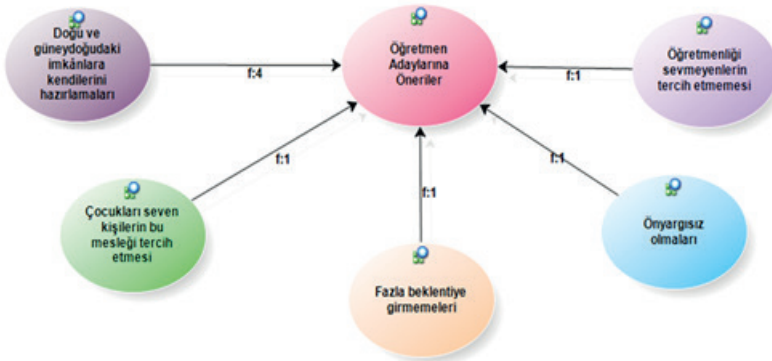 Doğu ve
güneydoğudaki
imkânlara
kendilerini
hazırlamaları
Öğretmen
Adaylarına
Öneriler
Öğretmenliği
sevmeyenlerin
tercih etmemesi
f:4
f:1
f:1
f:1
f:1
Çocukları seven
kişilerin bu
mesleği tercih
etmesi
Fazla beklentiye
girmemeleri
Önyargısız
olmaları